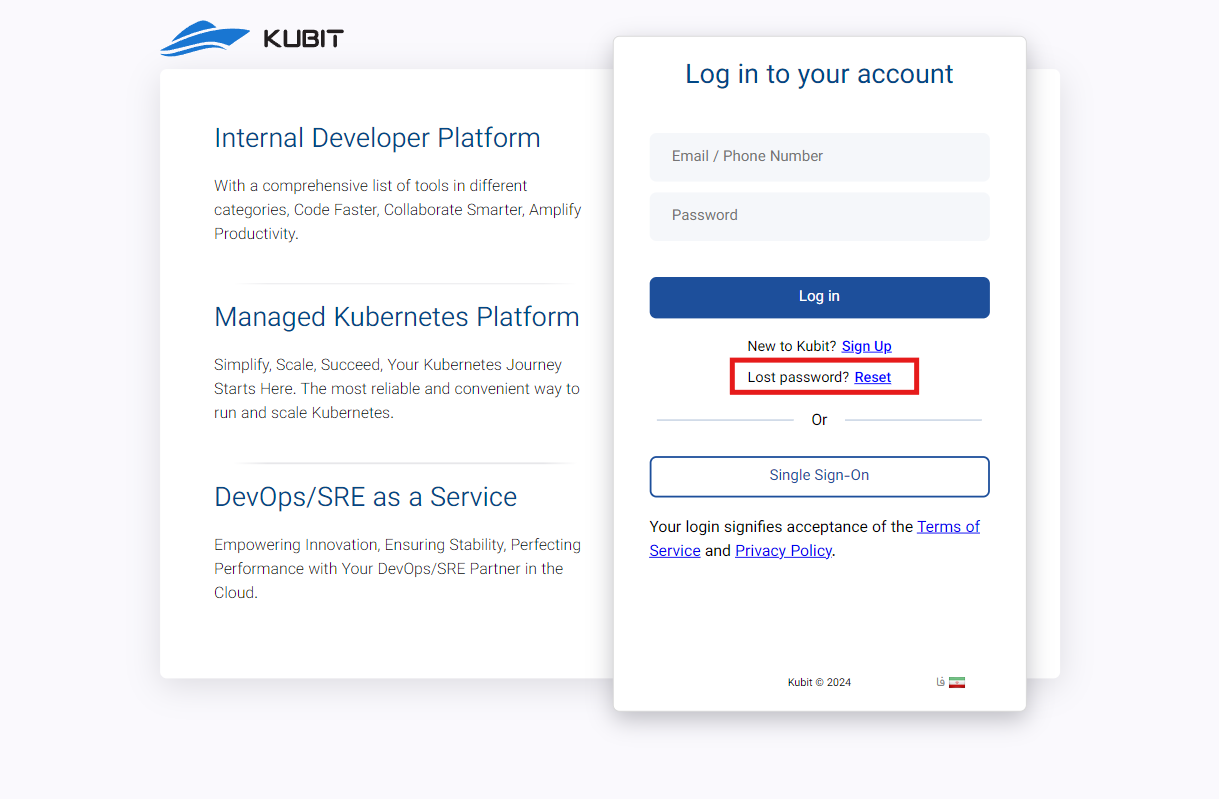 KUBIT
Internal Developer Platform
With a comprehensive list of tools in different
categories, Code Faster, Collaborate Smarter, Amplify
Productivity.
Managed Kubernetes Platform
Simplify, Scale, Succeed, Your Kubernetes Journey
Starts Here. The most reliable and convenient way to
run and scale Kubernetes.
DevOps/SRE as a Service
Empowering Innovation, Ensuring Stability, Perfecting
Performance with Your DevOps/SRE Partner in the
Cloud.
Log in to your account
Email / Phone Number
Password
Log in
New to Kubit? Sign Up
Lost password? Reset
Or
Single Sign-On
Your login signifies acceptance of the Terms of
Service and Privacy Policy.
Kubit © 2024
فا